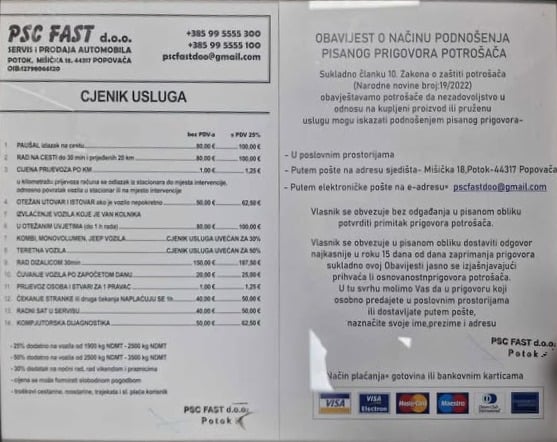 PSC FAST d.o.o.
SERVIS i PRODAJA AUTOMOBILA
POTOK, MIŠIČKA 18, 44317 POPOVAČA
OIB:12798066120
+385 99 5555 300
+385 99 5555 100
pscfastdoo@gmail.com
CJENIK USLUGA
bez PDV-a s PDV 25%
1. PAUŠAL izlazak na cestu 80,00 € 100,00 €
2. RAD NA CESTI do 30 min i prijeđenih 20 km 80,00 € 100,00 €
3. CIJENA PRIJEVOZA PO KM 1,00 € 1,25 €
u kilometražu prijevoza računa se odlazak iz stacionara do mjesta intervencije,
odnosno povratak vozila u stacionar ili na mjesto intervencije
4. OTEŽAN UTOVAR I ISTOVAR ako je vozilo nepokretno 50,00 € 62,50 €
5. IZVLAČENJE VOZILA KOJE JE VAN KOLNIKA
6. U OTEŽANIM UVJETIMA (do 1 h rada) 80,00 € 100,00 €
7. KOMBI, MONOVOLUMEN, JEEP VOZILA CJENIK USLUGA UVEĆAN ZA 30%
8. TERETNA VOZILA CJENIK USLUGA UVEĆAN ZA 50%
9. RAD DIZALICOM 30min 150,00 € 187,50 €
10. ČUVANJE VOZILA PO ZAPOČETOM DANU 20,00 € 25,00 €
11. PRIJEVOZ OSOBA I STVARI ZA 1 PRAVAC 1,00 € 1,25 €
12. ČEKANJE STRANKE ili druga čekanja NAPLAĆUJU SE 1h 40,00 € 50,00 €
13. RADNI SAT U SERVISU 40,00 € 50,00 €
14. KOMPJUTORSKA DIJAGNOSTIKA 50,00 € 62,50 €
- 25% dodatno na vozila od 1900 kg NDMT - 2500 kg NDMT
- 50% dodatno na vozila od 2500 kg NDMT - 3500 kg NDMT
- 30% dodatak na noćni rad, rad vikendom i praznicima
- cijena se može formirati slobodnom pogodbom
- troškovi cestarine, mostarine, trajekata i sl. plaća korisnik
PSC FAST d.o.o.
Potok
OBAVIJEST O NAČINU PODNOŠENJA
PISANOG PRIGOVORA POTROŠAČA
Sukladno članku 10. Zakona o zaštiti potrošača
(Narodne novine broj:19/2022)
obavještavamo potrošače da nezadovoljstvo u
odnosu na kupljeni proizvod ili pruženu
uslugu mogu iskazati podnošenjem pisanog prigovora-
- U poslovnim prostorijama
- Putem pošte na adresu sjedišta- Mišička 18,Potok-44317 Popovača
- Putem elektroničke pošte na e-adresu* pscfastdoo@gmail.com
Vlasnik se obvezuje bez odgađanja u pisanom obliku
potvrditi primitak prigovora potrošača.
Vlasnik se obvezuje u pisanom obliku dostaviti odgovor
najkasnije u roku 15 dana od dana zaprimanja prigovora
sukladno ovoj Obavijesti jasno se izjašnjavajući
prihvaća li osnovanostnprigovora potrošača.
U tu svrhu molimo Vas da u prigovoru koji
osobno predajete u poslovnim prostorijama
ili dostavljate putem pošte,
naznačite svoje ime,prezime i adresu
PSC FAST d.o.o.
Potok
Način plaćanja* gotovina ili bankovnim karticama
VISA VISA Electron MasterCard Maestro Diners Club International